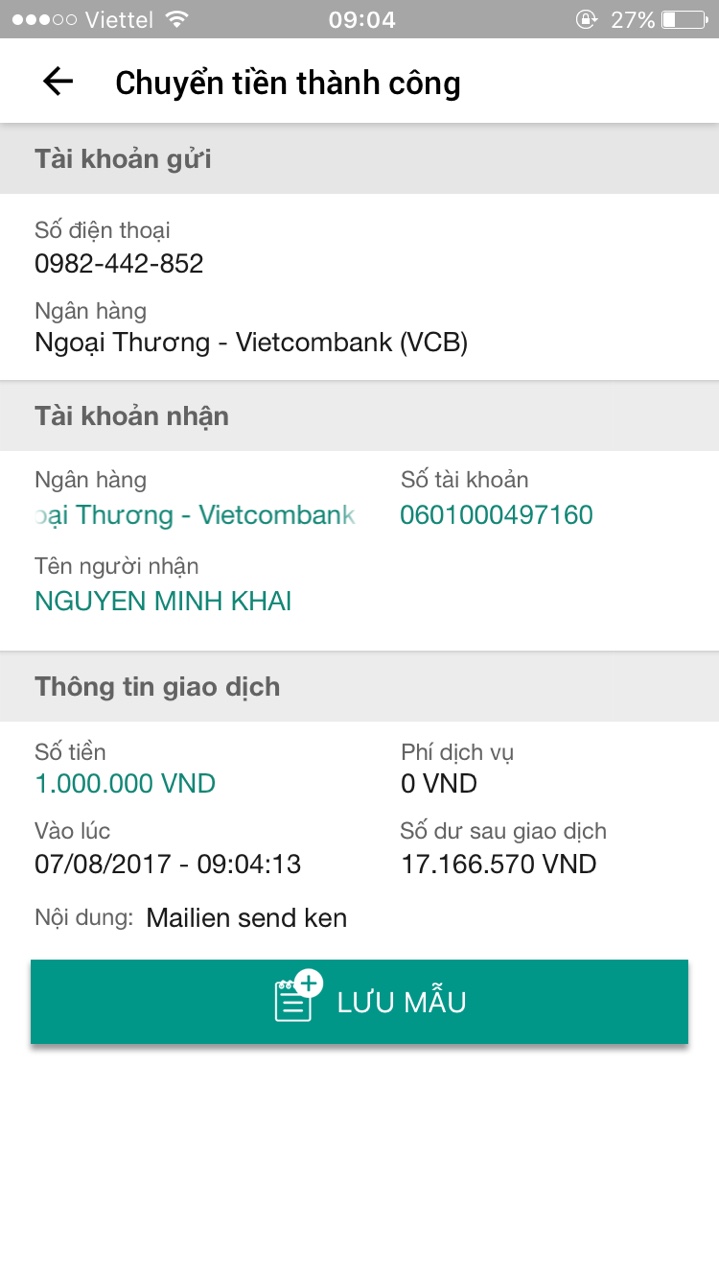 Viettel 09:04 27%
Chuyển tiền thành công
Tài khoản gửi
Số điện thoại
0982-442-852
Ngân hàng
Ngoại Thương - Vietcombank (VCB)
Tài khoản nhận
Ngân hàng Số tài khoản
ại Thương - Vietcombank 0601000497160
Tên người nhận
NGUYEN MINH KHAI
Thông tin giao dịch
Số tiền Phí dịch vụ
1.000.000 VND 0 VND
Vào lúc Số dư sau giao dịch
07/08/2017 - 09:04:13 17.166.570 VND
Nội dung: Mailien send ken
LƯU MẪU